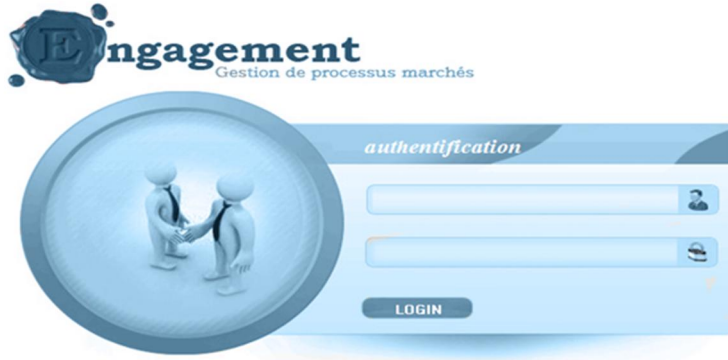 Engagement
Gestion de processus marchés
authentification
LOGIN